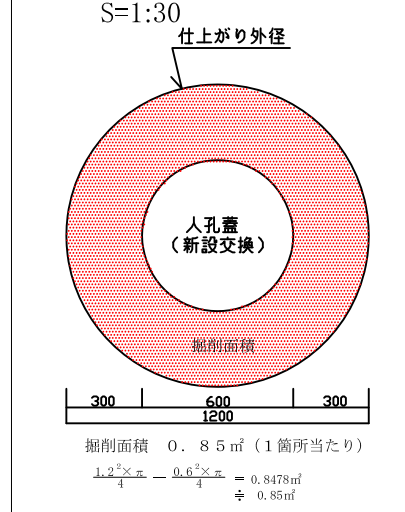 S=1:30
仕上がり外径
人孔蓋
（新設交換）
掘削面積
300 600 300
1200
掘削面積　０．８５㎡（１箇所当たり）
1.2²×π/4 − 0.6²×π/4 = 0.8478㎡
≑ 0.85㎡